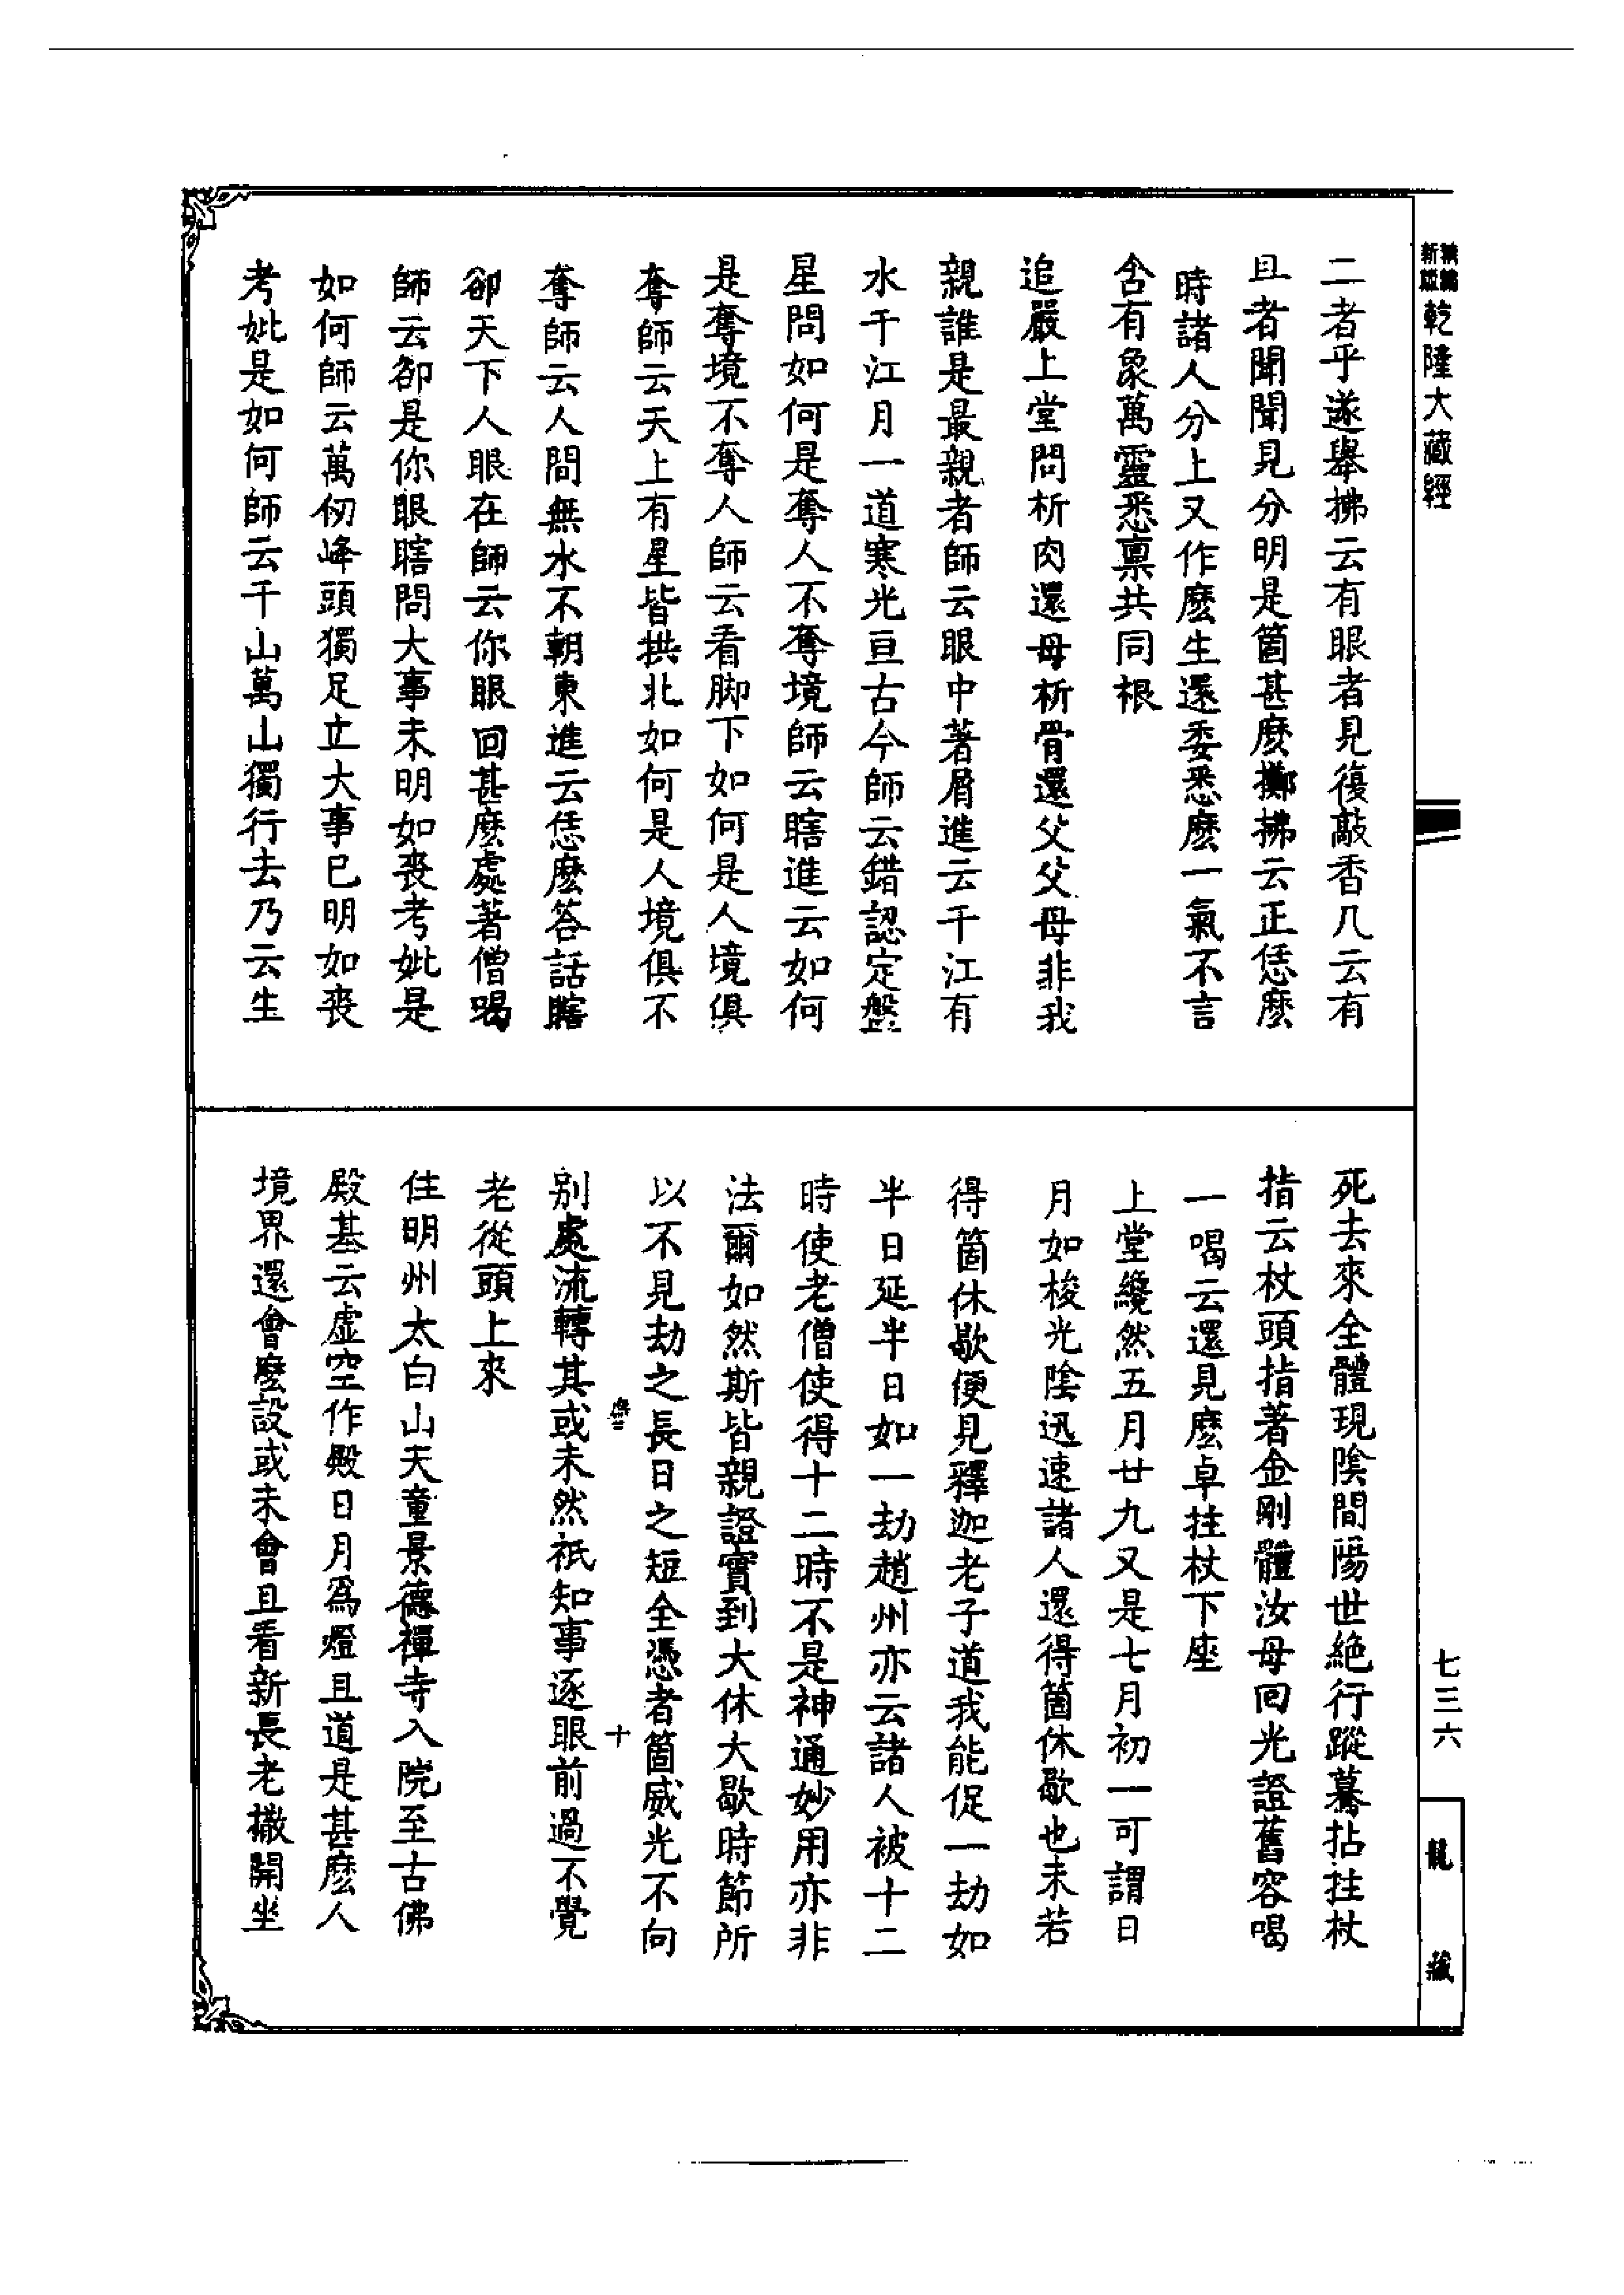 乾隆大藏經
二者乎遂舉拂云有眼者見復敲香几云有
且者聞聞見分明是箇甚麽擲拂云正恁麽
時諸人分上又作麽生還委悉麽一氣不言
含有象萬靈悉禀共同根
追嚴上堂問析肉還母析骨還父父母非我
親誰是最親者師云眼中著屑進云千江有
水千江月一道寒光亘古今師云錯認定盤
星問如何是奪人不奪境師云瞎進云如何
是奪境不奪人師云看脚下如何是人境俱
奪師云天上有星皆拱北如何是人境俱不
奪師云人間無水不朝東進云恁麽答話瞎
卻天下人眼在師云你眼回甚麽處著僧喝
師云卻是你眼瞎問大事未明如喪考妣是
如何師云萬仞峰頭獨足立大事已明如喪
考妣是如何師云千山萬山獨行去乃云生
死去來全體現陰間陽世絶行蹤驀拈拄杖
指云杖頭指著金剛體汝母回光證舊容喝
一喝云還見麽卓拄杖下座
上堂纔然五月廿九又是七月初一可謂日
月如梭光陰迅速諸人還得箇休歇也未若
得箇休歇便見釋迦老子道我能促一劫如
半日延半日如一劫趙州亦云諸人被十二
時使老僧使得十二時不是神通妙用亦非
法爾如然斯皆親證實到大休大歇時節所
以不見劫之長日之短全憑者箇威光不向
別處流轉其或未然祇知事逐眼前過不覺
老從頭上來
住明州太白山天童景德禪寺入院至古佛
殿基云虛空作殿日月爲燈且道是甚麽人
境界還會麽設或未會且看新長老撒開坐
十
七三六
龍藏